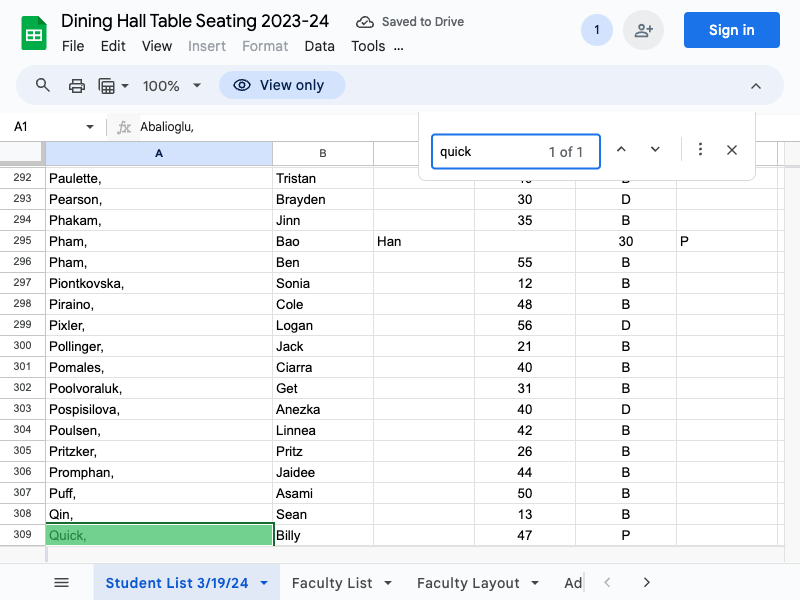 Dining Hall Table Seating 2023-24
Saved to Drive
File Edit View Insert Format Data Tools ...
1
Sign in
100%
View only
A1
fx Abalioglu,
quick 1 of 1
A B
292 Paulette, Tristan
293 Pearson, Brayden 30 D
294 Phakam, Jinn 35 B
295 Pham, Bao Han 30 P
296 Pham, Ben 55 B
297 Piontkovska, Sonia 12 B
298 Piraino, Cole 48 B
299 Pixler, Logan 56 D
300 Pollinger, Jack 21 B
301 Pomales, Ciarra 40 B
302 Poolvoraluk, Get 31 B
303 Pospisilova, Anezka 40 D
304 Poulsen, Linnea 42 B
305 Pritzker, Pritz 26 B
306 Promphan, Jaidee 44 B
307 Puff, Asami 50 B
308 Qin, Sean 13 B
309 Quick, Billy 47 P
Student List 3/19/24 Faculty List Faculty Layout Ad